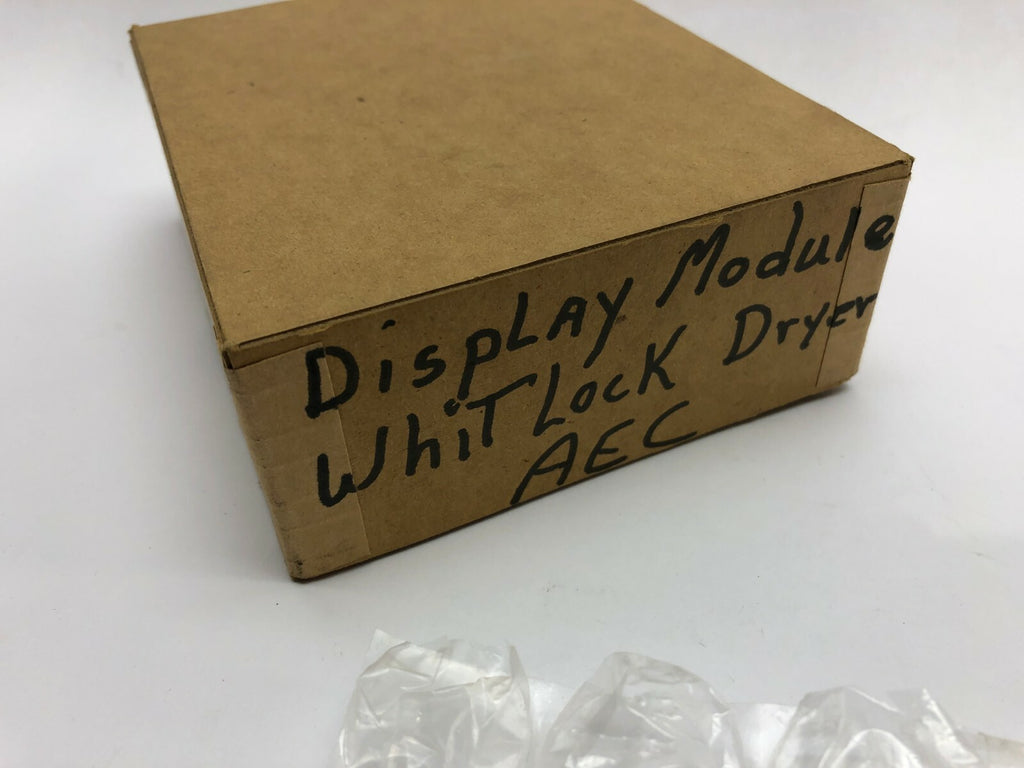 Display Module
Whitlock Dryer
AEC